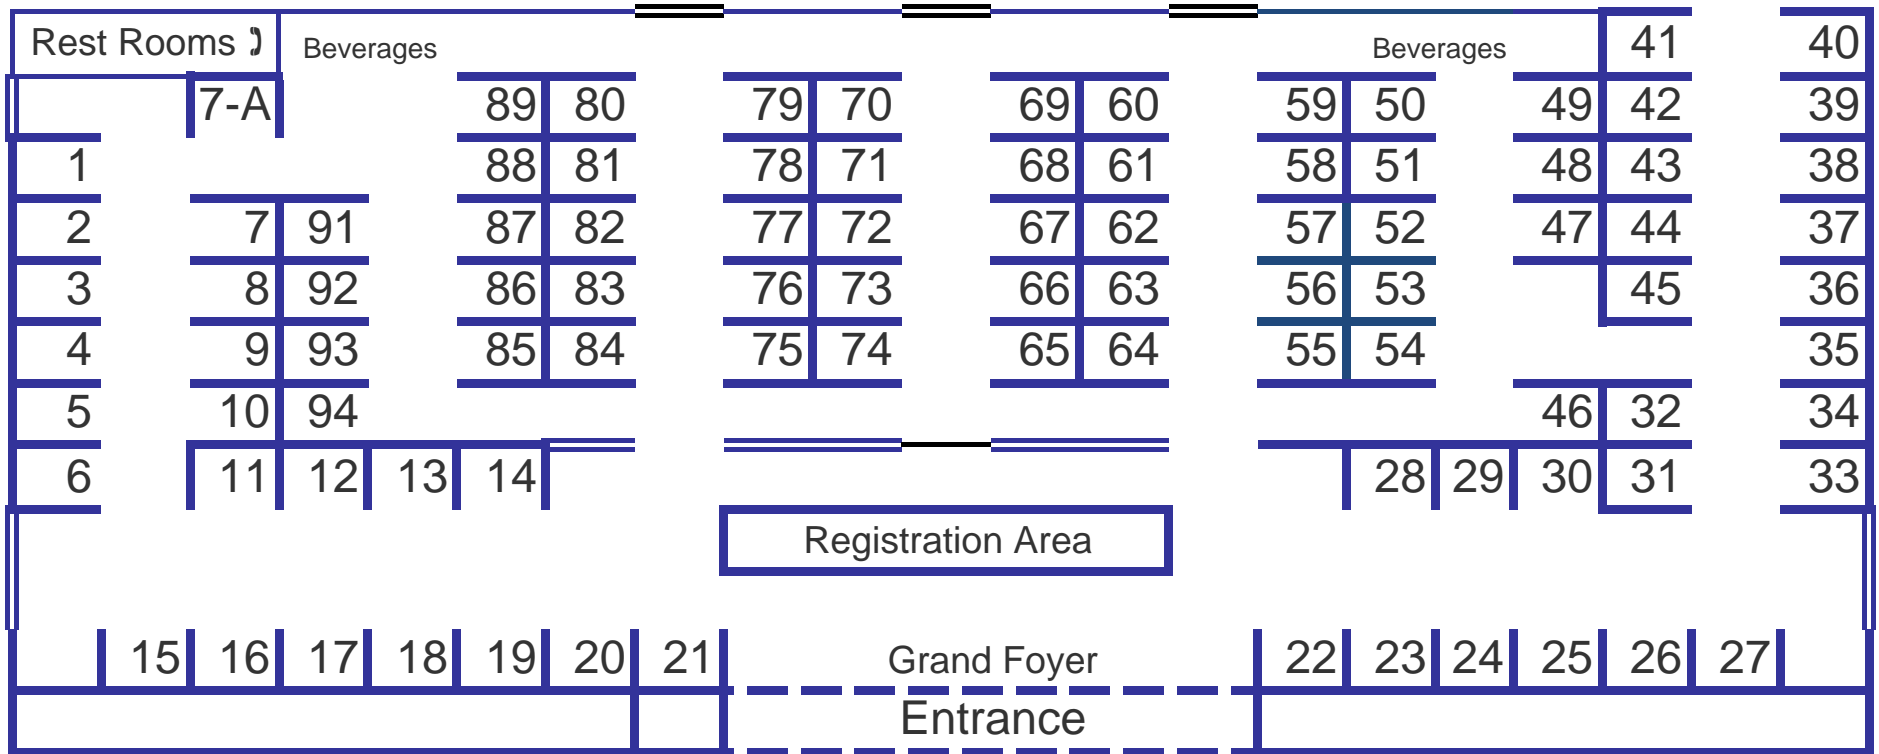 41 40
Rest Rooms Beverages Beverages
7-A 89 80 79 70 69 60 59 50 49 42 39
1 88 81 78 71 68 61 58 51 48 43 38
2 7 91 87 82 77 72 67 62 57 52 47 44 37
3 8 92 86 83 76 73 66 63 56 53 45 36
4 9 93 85 84 75 74 65 64 55 54 35
5 10 94 46 32 34
6 11 12 13 14 28 29 30 31 33
Registration Area
15 16 17 18 19 20 21 Grand Foyer 22 23 24 25 26 27
Entrance